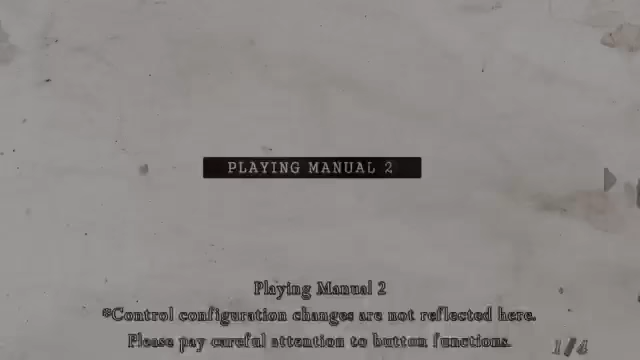 PLAYING MANUAL 2
Playing Manual 2
*Control configuration changes are not reflected here.
Please pay careful attention to button functions.
1/4